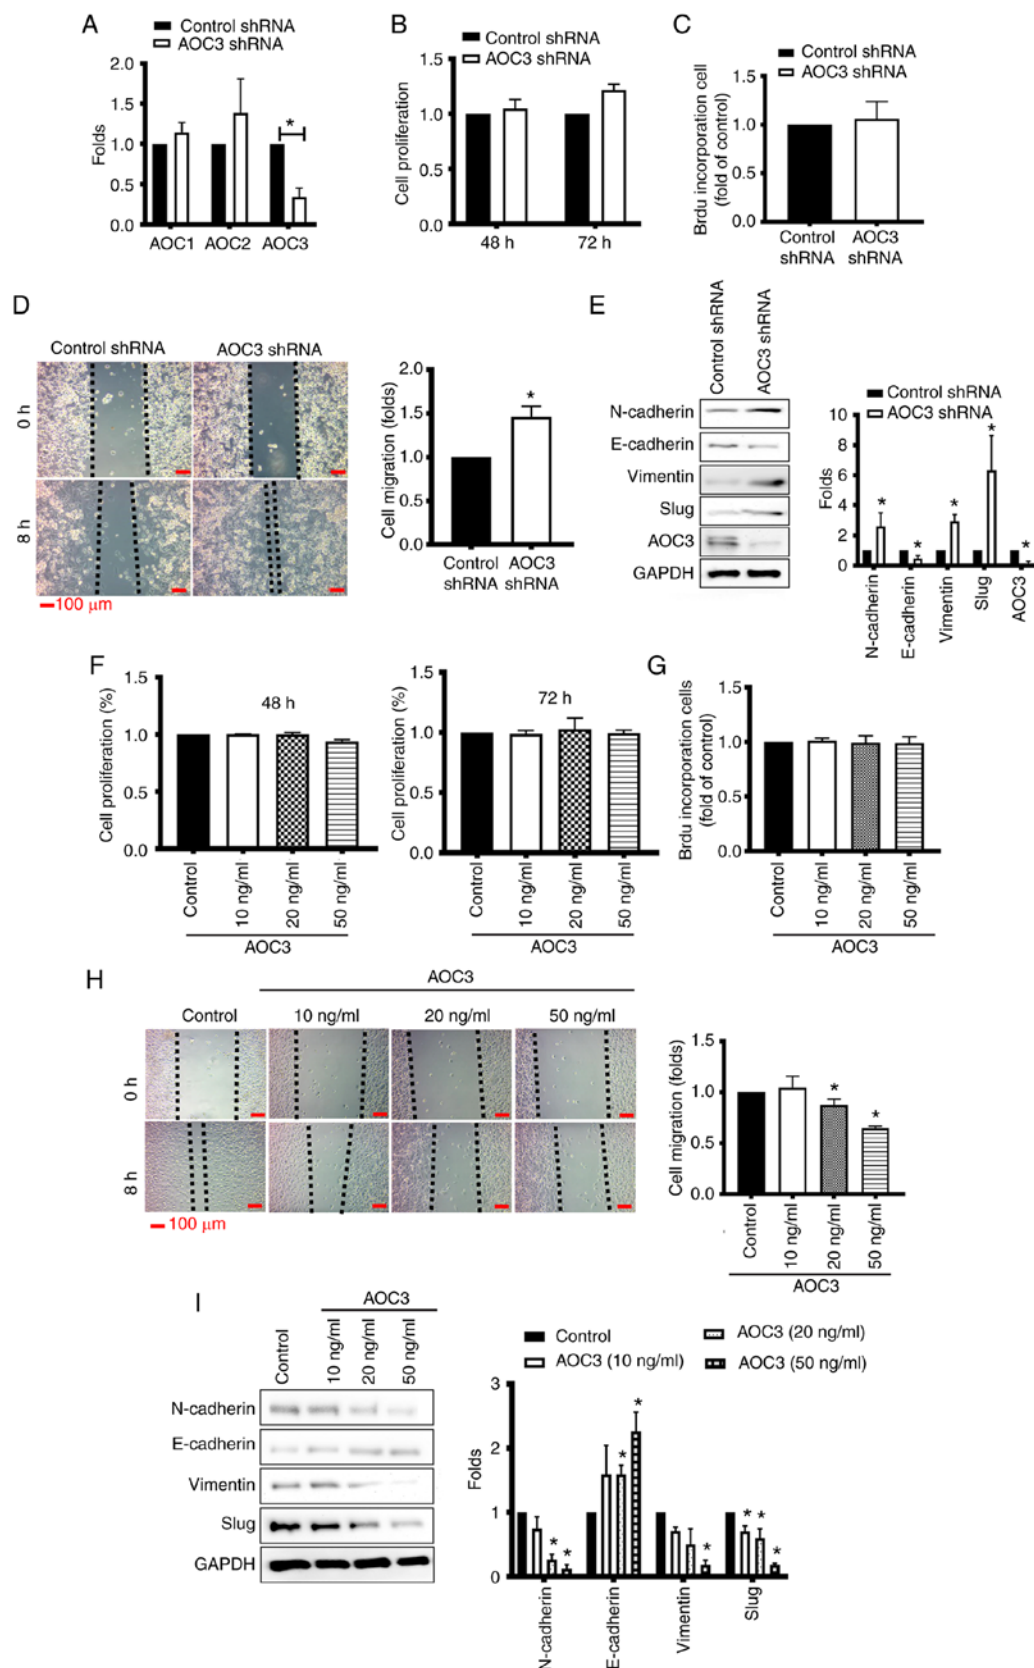 A
Control shRNA
AOC3 shRNA
2.0
1.5
1.0
0.5
0.0
Folds
*
AOC1 AOC2 AOC3
B
Control shRNA
AOC3 shRNA
1.5
1.0
0.5
0.0
Cell proliferation
48 h 72 h
C
Control shRNA
AOC3 shRNA
1.5
1.0
0.5
0.0
Brdu incorporation cell
(fold of control)
Control
shRNA
AOC3
shRNA
D
Control shRNA AOC3 shRNA
0 h
8 h
100 μm
Cell migration (folds)
2.0
1.5
1.0
0.5
0.0
*
Control
shRNA
AOC3
shRNA
E
Control shRNA
AOC3 shRNA
N-cadherin
E-cadherin
Vimentin
Slug
AOC3
GAPDH
Control shRNA
AOC3 shRNA
10
8
6
4
2
0
Folds
* * * * *
N-cadherin
E-cadherin
Vimentin
Slug
AOC3
F
Cell proliferation (%)
1.5
1.0
0.5
0.0
48 h
Control
10 ng/ml
20 ng/ml
50 ng/ml
AOC3
Cell proliferation (%)
1.5
1.0
0.5
0.0
72 h
Control
10 ng/ml
20 ng/ml
50 ng/ml
AOC3
G
Brdu incorporation cells
(fold of control)
1.5
1.0
0.5
0.0
Control
10 ng/ml
20 ng/ml
50 ng/ml
AOC3
H
AOC3
Control 10 ng/ml 20 ng/ml 50 ng/ml
0 h
8 h
100 μm
Cell migration (folds)
1.5
1.0
0.5
0.0
* *
Control
10 ng/ml
20 ng/ml
50 ng/ml
AOC3
I
AOC3
Control
10 ng/ml
20 ng/ml
50 ng/ml
N-cadherin
E-cadherin
Vimentin
Slug
GAPDH
Control
AOC3 (10 ng/ml)
AOC3 (20 ng/ml)
AOC3 (50 ng/ml)
3
2
1
0
Folds
* * * * * * * *
N-cadherin
E-cadherin
Vimentin
Slug